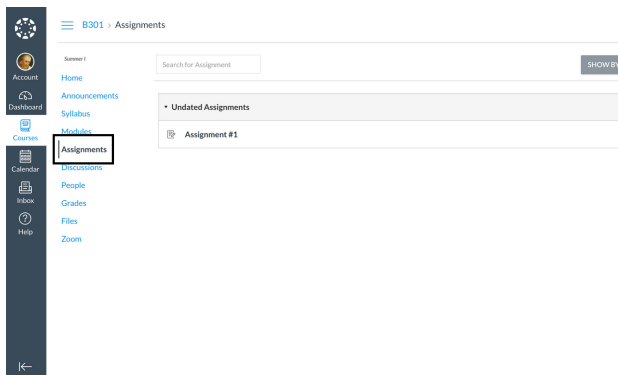 B301 > Assignments
Account
Dashboard
Courses
Calendar
Inbox
Help
Summer I
Home
Announcements
Syllabus
Modules
Assignments
Discussions
People
Grades
Files
Zoom
Search for Assignment
SHOW BY
Undated Assignments
Assignment #1